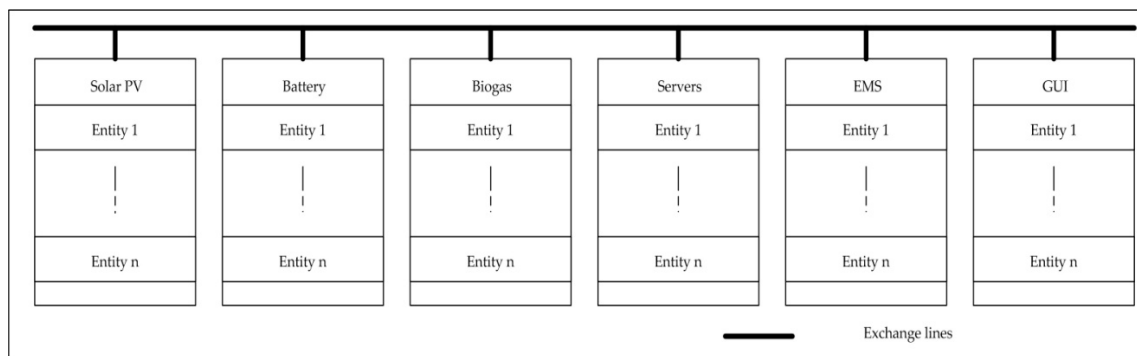 Solar PV
Battery
Biogas
Servers
EMS
GUI
Entity 1
Entity 1
Entity 1
Entity 1
Entity 1
Entity 1
Entity n
Entity n
Entity n
Entity n
Entity n
Entity n
Exchange lines